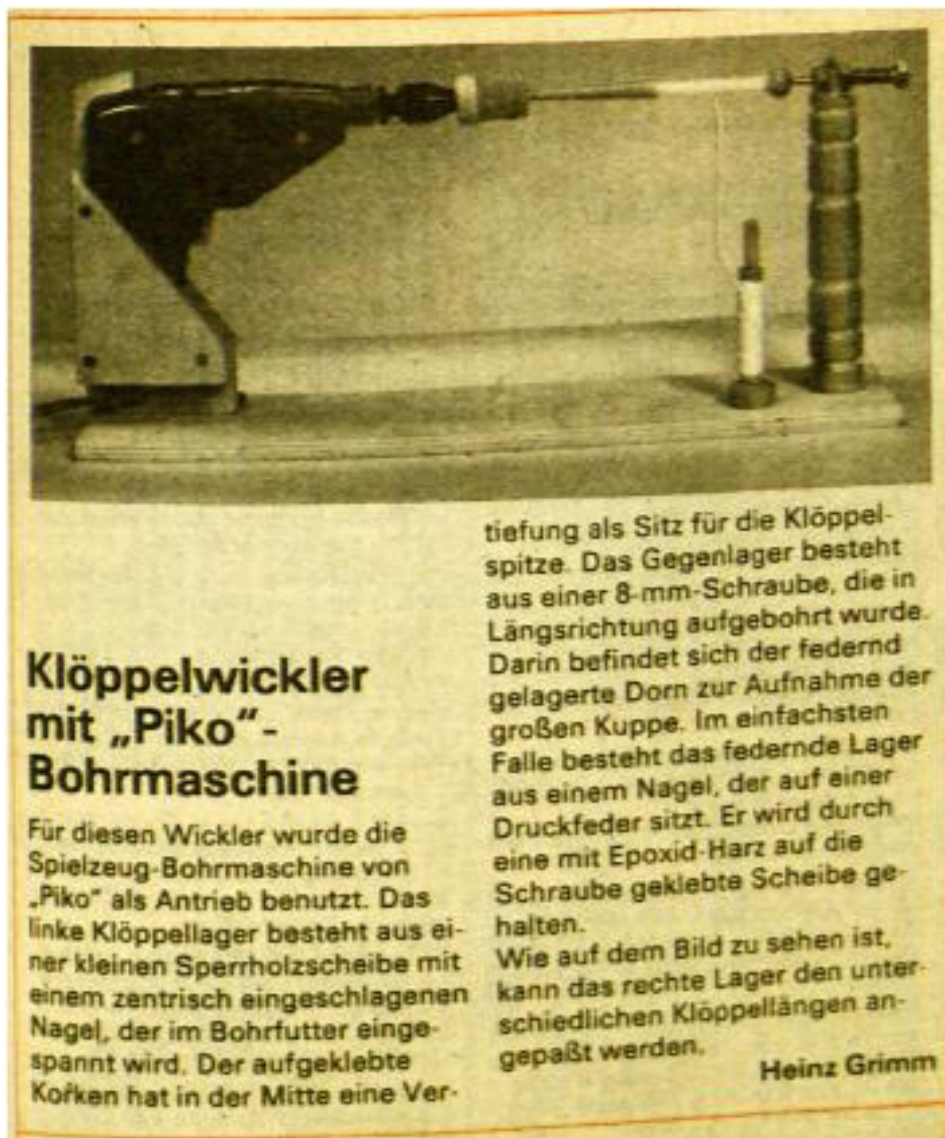 Klöppelwickler
mit „Piko“-
Bohrmaschine
Für diesen Wickler wurde die
Spielzeug-Bohrmaschine von
„Piko“ als Antrieb benutzt. Das
linke Klöppellager besteht aus ei-
ner kleinen Sperrholzscheibe mit
einem zentrisch eingeschlagenen
Nagel, der im Bohrfutter einge-
spannt wird. Der aufgeklebte
Korken hat in der Mitte eine Ver-
tiefung als Sitz für die Klöppel-
spitze. Das Gegenlager besteht
aus einer 8-mm-Schraube, die in
Längsrichtung aufgebohrt wurde.
Darin befindet sich der federnd
gelagerte Dorn zur Aufnahme der
großen Kuppe. Im einfachsten
Falle besteht das federnde Lager
aus einem Nagel, der auf einer
Druckfeder sitzt. Er wird durch
eine mit Epoxid-Harz auf die
Schraube geklebte Scheibe ge-
halten.
Wie auf dem Bild zu sehen ist,
kann das rechte Lager den unter-
schiedlichen Klöppellängen an-
gepaßt werden.
Heinz Grimm